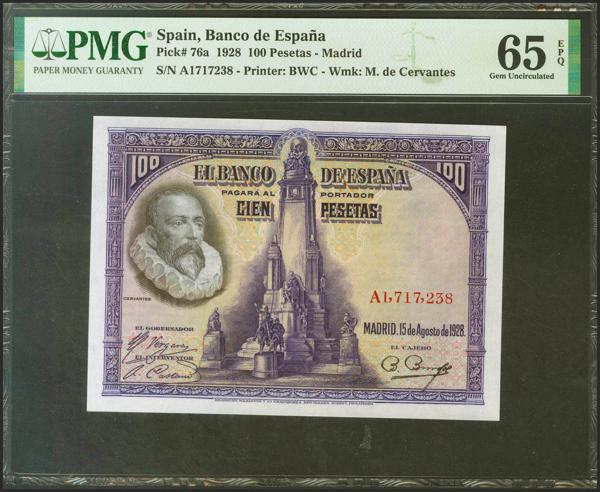 PMG
PAPER MONEY GUARANTY
Spain, Banco de España
Pick# 76a 1928 100 Pesetas - Madrid
S/N A1717238 - Printer: BWC - Wmk: M. de Cervantes
65 EPQ
Gem Uncirculated
100 100
EL BANCO DE ESPAÑA
PAGARÁ AL PORTADOR
CIEN PESETAS
CERVANTES
A1,717,238
MADRID, 15 de Agosto de 1928.
EL GOBERNADOR
EL CAJERO
EL INTERVENTOR